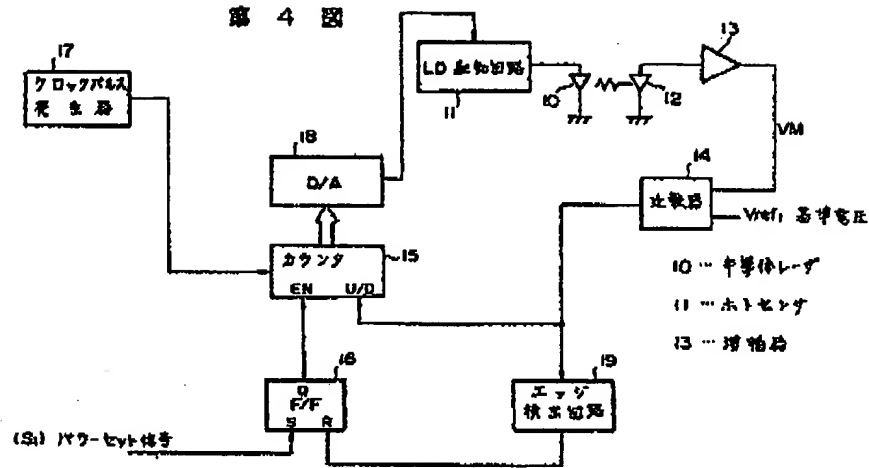 第 4 図
17
クロックパルス
発生器
LD 駆動回路
11
10
12
13
VM
18
D/A
14
比較器
Vref1 基準電圧
カウンタ
EN U/D
15
10 … 半導体レーザ
11 … ホトセンサ
13 … 増幅器
16
Q
F/F
S R
19
エッジ
検出回路
(S1) パワーセット信号